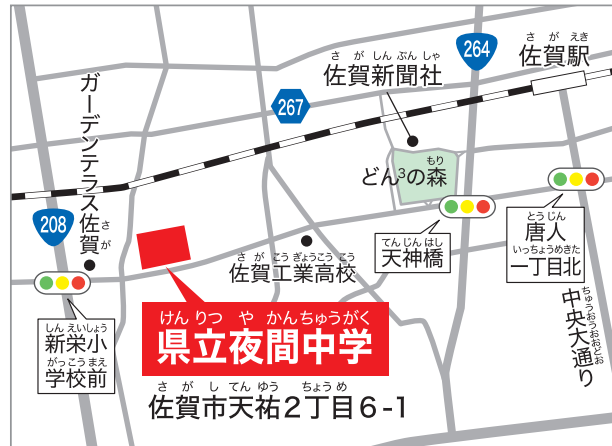 さがしんぶんしゃ
佐賀新聞社
264
さがえき
佐賀駅
ガーデンテラス佐賀
さが
267
どん3の森
もり
208
てんじんはし
天神橋
とうじん
唐人
いっちょうめきた
一丁目北
さがこうぎょうこうこう
佐賀工業高校
しんえいしょう
新栄小
がっこうまえ
学校前
けんりつやかんちゅうがく
県立夜間中学
ちゅうおうおおどお
中央大通り
さがしてんゆうちょうめ
佐賀市天祐2丁目6-1